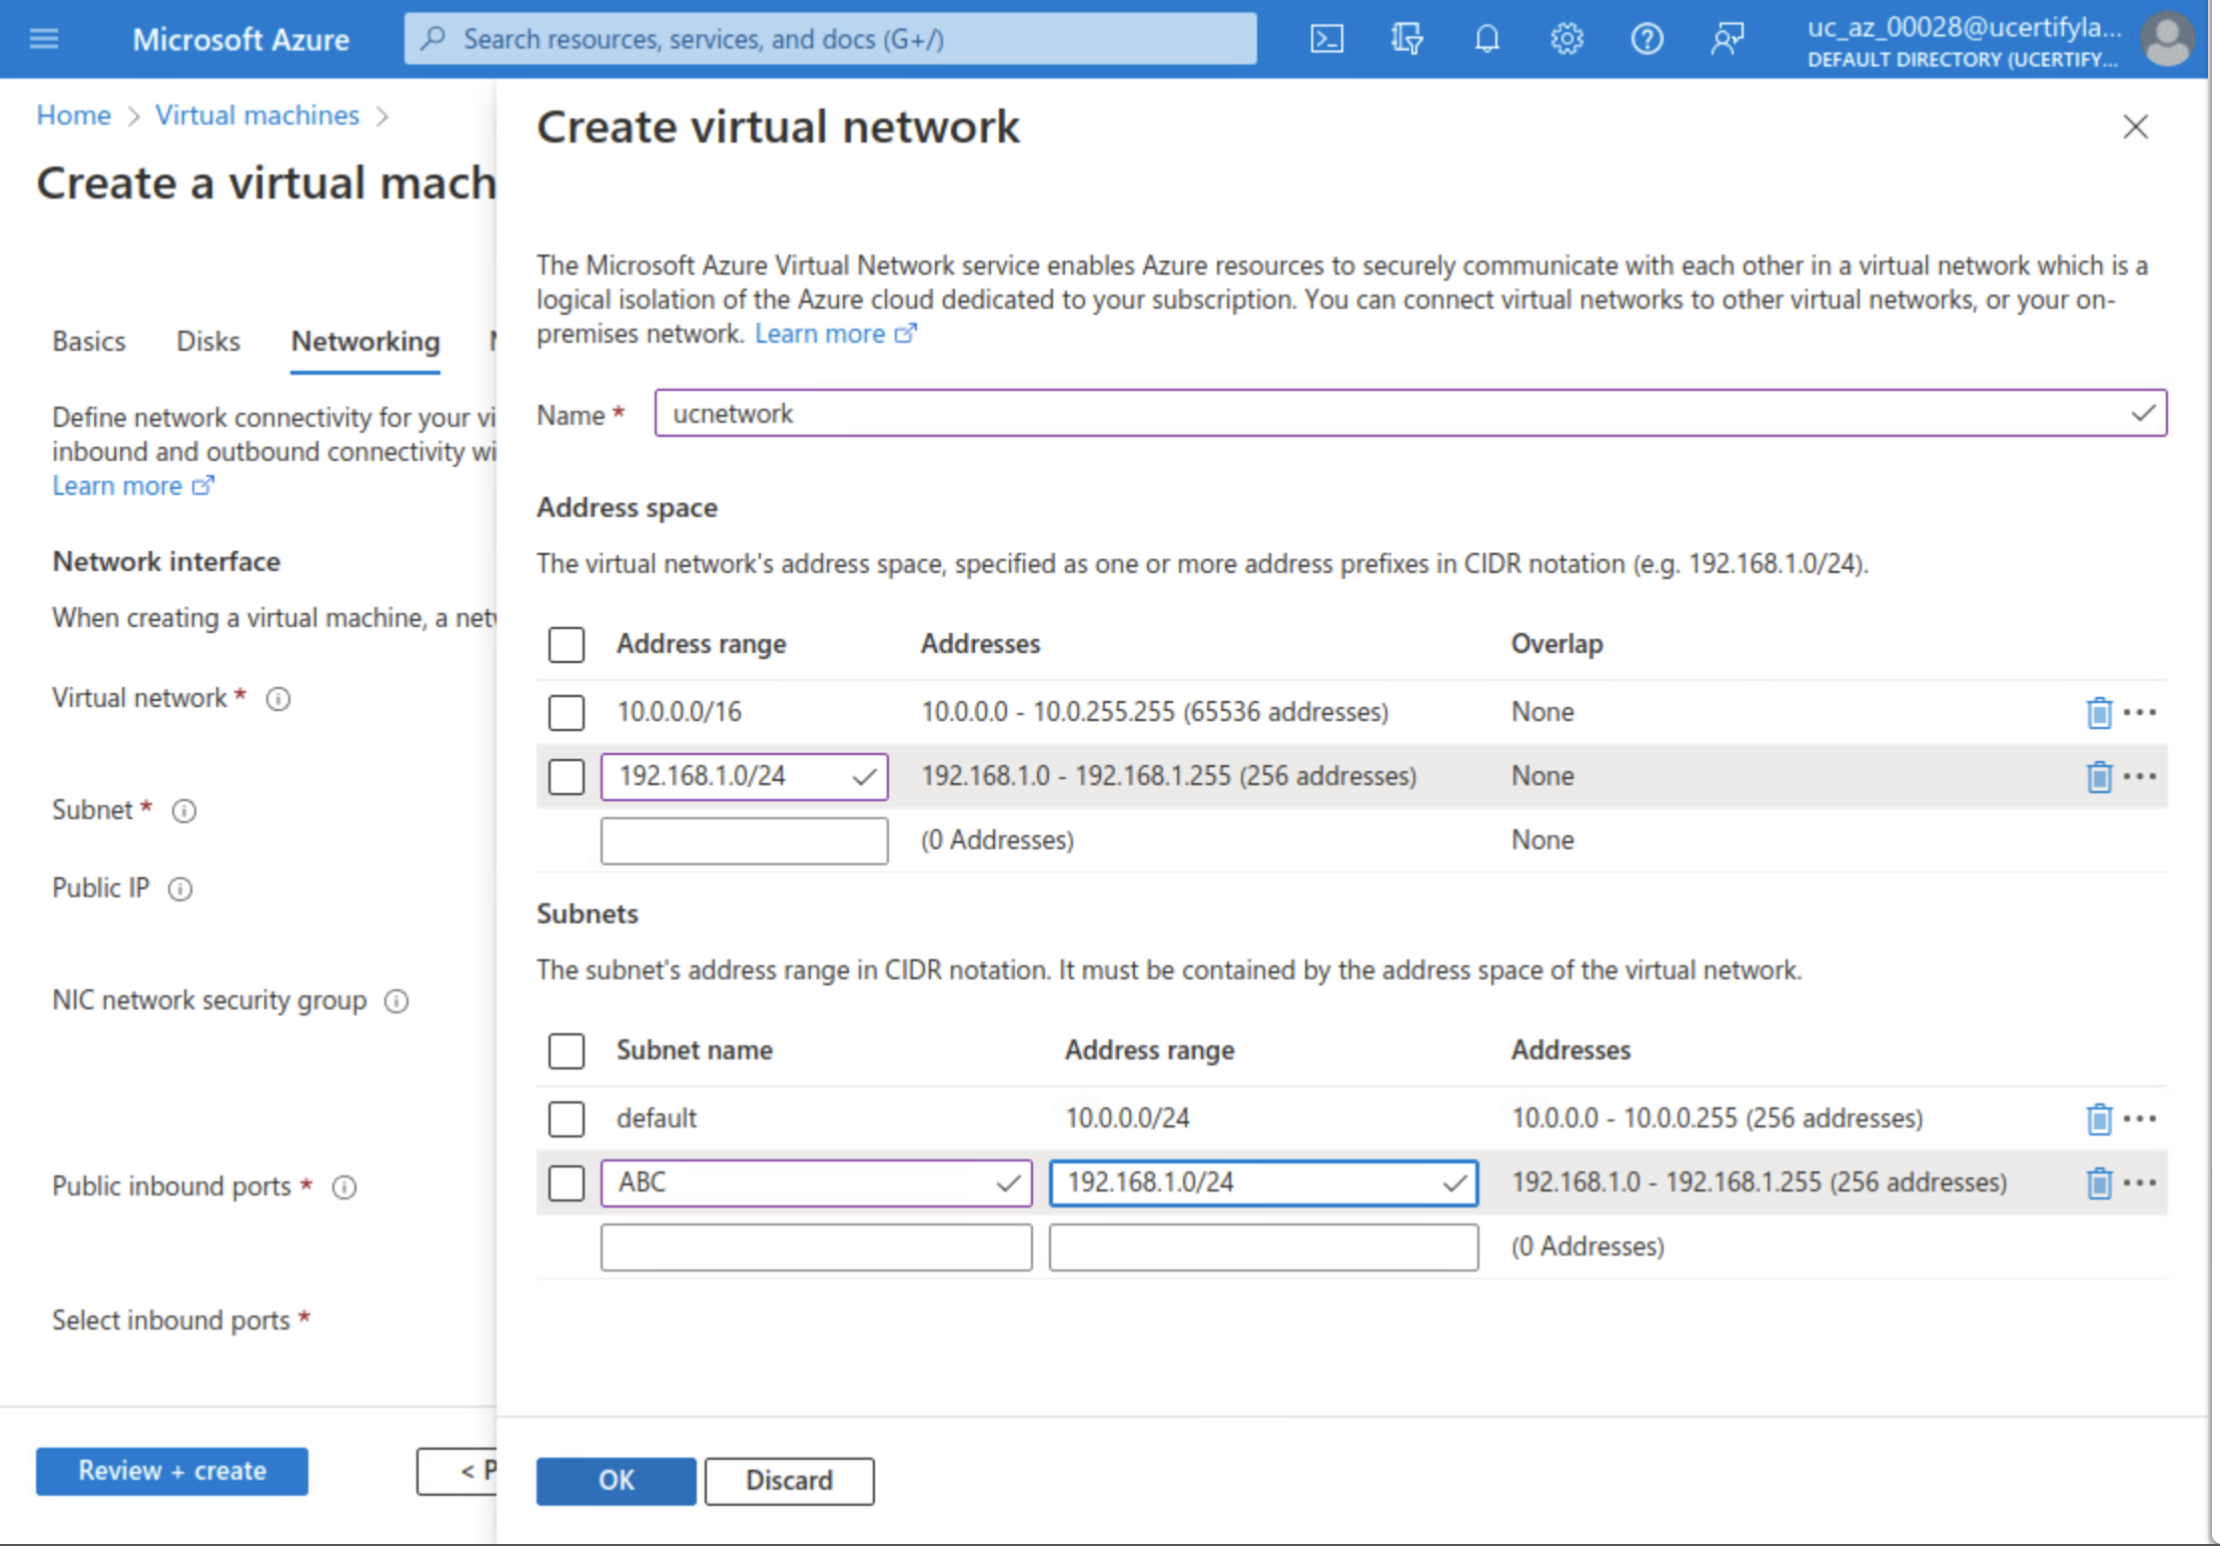 Microsoft Azure
Search resources, services, and docs (G+/)
uc_az_00028@ucertifyla...
DEFAULT DIRECTORY (UCERTIFY...
Home > Virtual machines >
Create a virtual mach
Basics Disks Networking
Define network connectivity for your vi
inbound and outbound connectivity wi
Learn more
Network interface
When creating a virtual machine, a net
Virtual network *
Subnet *
Public IP
NIC network security group
Public inbound ports *
Select inbound ports *
Review + create
< P
Create virtual network
The Microsoft Azure Virtual Network service enables Azure resources to securely communicate with each other in a virtual network which is a
logical isolation of the Azure cloud dedicated to your subscription. You can connect virtual networks to other virtual networks, or your on-
premises network. Learn more
Name * ucnetwork
Address space
The virtual network's address space, specified as one or more address prefixes in CIDR notation (e.g. 192.168.1.0/24).
Address range Addresses Overlap
10.0.0.0/16 10.0.0.0 - 10.0.255.255 (65536 addresses) None
192.168.1.0/24 192.168.1.0 - 192.168.1.255 (256 addresses) None
(0 Addresses) None
Subnets
The subnet's address range in CIDR notation. It must be contained by the address space of the virtual network.
Subnet name Address range Addresses
default 10.0.0.0/24 10.0.0.0 - 10.0.0.255 (256 addresses)
ABC 192.168.1.0/24 192.168.1.0 - 192.168.1.255 (256 addresses)
(0 Addresses)
OK Discard